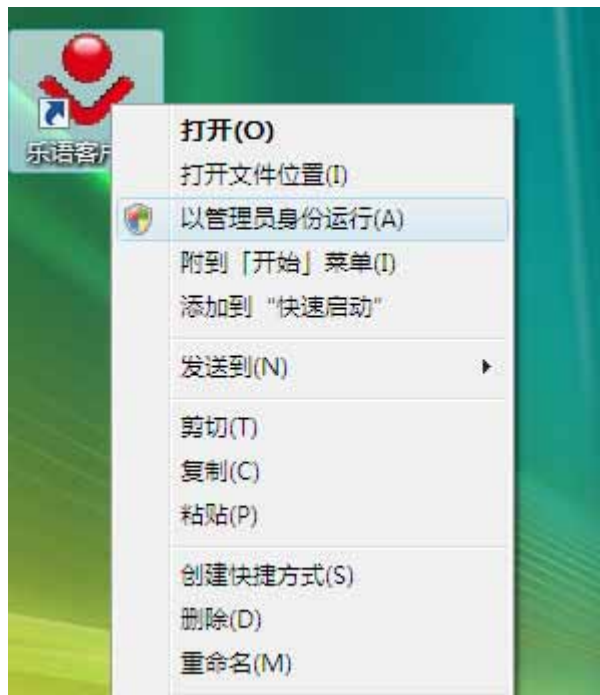 乐语客户
打开(O)
打开文件位置(I)
以管理员身份运行(A)
附到「开始」菜单(I)
添加到“快速启动”
发送到(N)
剪切(T)
复制(C)
粘贴(P)
创建快捷方式(S)
删除(D)
重命名(M)